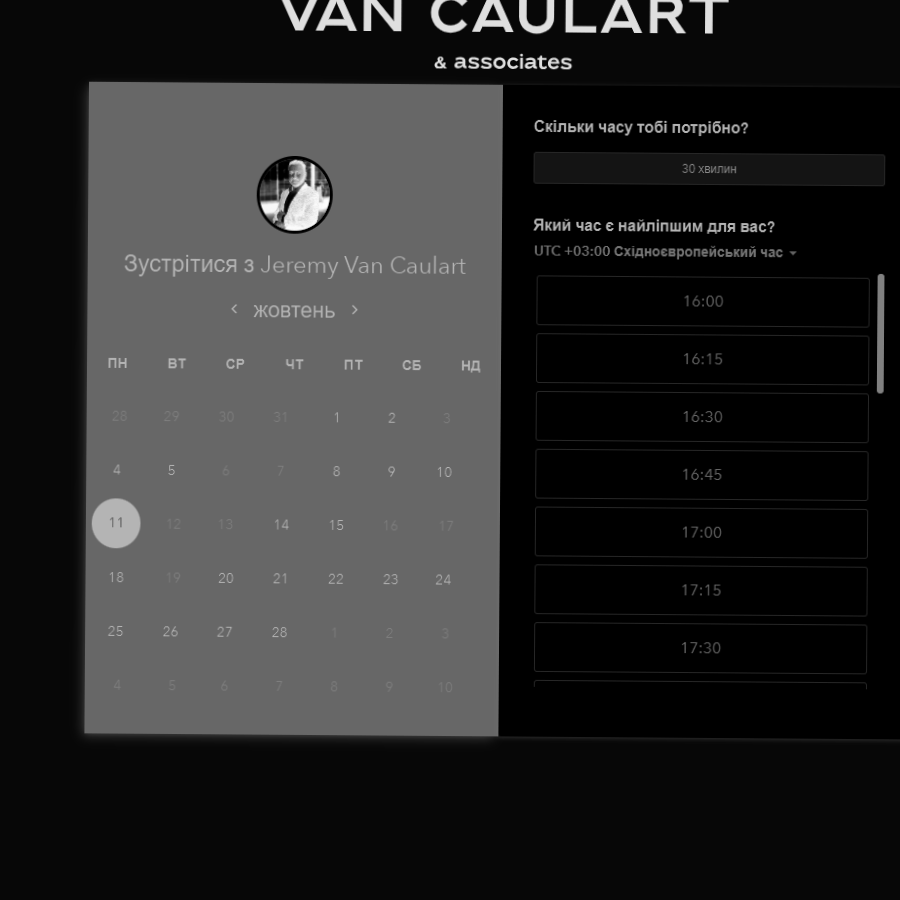 VAN CAULART
& associates
Зустрітися з Jeremy Van Caulart
жовтень
ПН ВТ СР ЧТ ПТ СБ НД
28 29 30 31 1 2 3
4 5 6 7 8 9 10
11 12 13 14 15 16 17
18 19 20 21 22 23 24
25 26 27 28 1 2 3
4 5 6 7 8 9 10
Скільки часу тобі потрібно?
30 хвилин
Який час є найліпшим для вас?
UTC +03:00 Східноєвропейський час
16:00
16:15
16:30
16:45
17:00
17:15
17:30